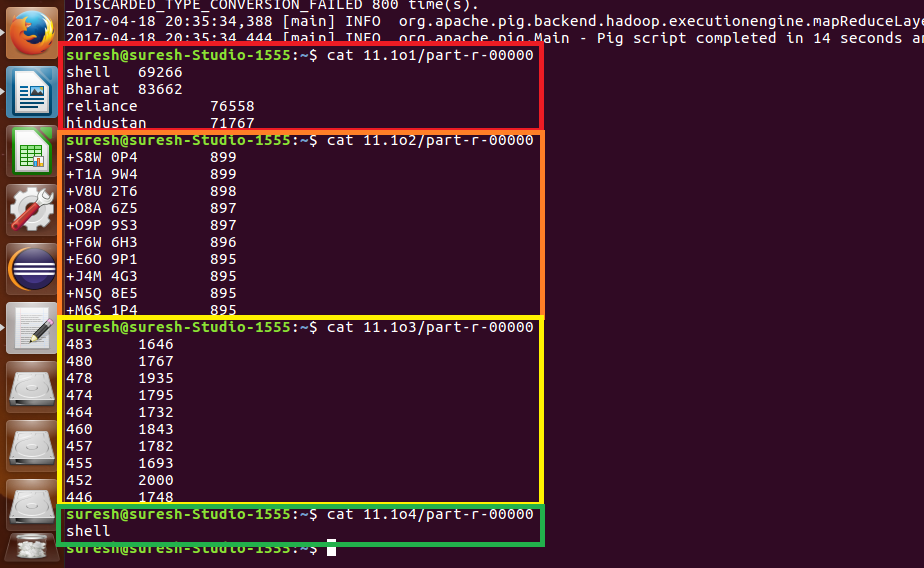 _DISCARDED_TYPE_CONVERSION_FAILED 800 time(s).
2017-04-18 20:35:34,388 [main] INFO  org.apache.pig.backend.hadoop.executionengine.mapReduceLaye
2017-04-18 20:35:34,444 [main] INFO  org.apache.pig.Main - Pig script completed in 14 seconds an
suresh@suresh-Studio-1555:~$ cat 11.1o1/part-r-00000
shell   69266
Bharat  83662
reliance        76558
hindustan       71767
suresh@suresh-Studio-1555:~$ cat 11.1o2/part-r-00000
+S8W 0P4        899
+T1A 9W4        899
+V8U 2T6        898
+O8A 6Z5        897
+O9P 9S3        897
+F6W 6H3        896
+E6O 9P1        895
+J4M 4G3        895
+N5Q 8E5        895
+M6S 1P4        895
suresh@suresh-Studio-1555:~$ cat 11.1o3/part-r-00000
483     1646
480     1767
478     1935
474     1795
464     1732
460     1843
457     1782
455     1693
452     2000
446     1748
suresh@suresh-Studio-1555:~$ cat 11.1o4/part-r-00000
shell
suresh@suresh-Studio-1555:~$